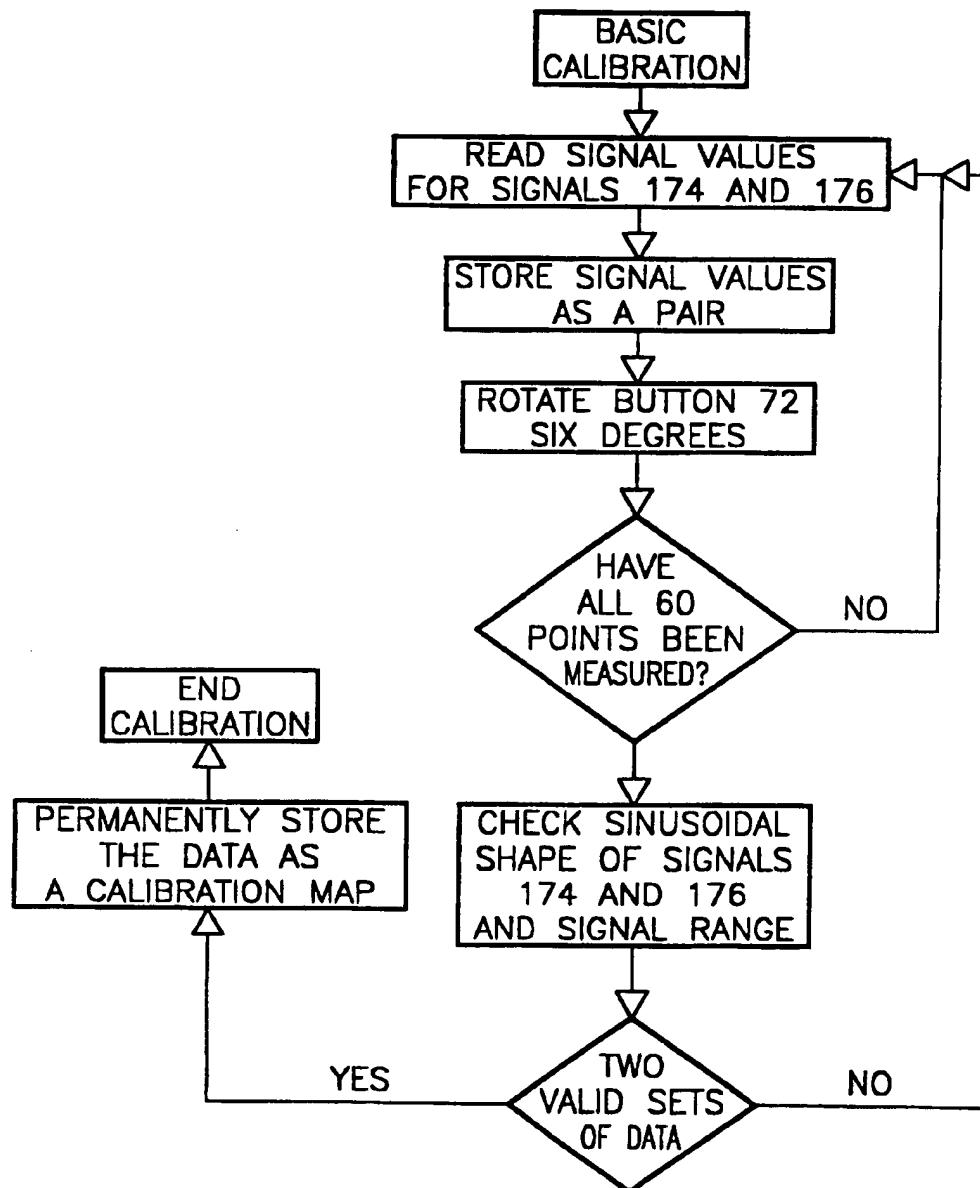 BASIC
CALIBRATION
READ SIGNAL VALUES
FOR SIGNALS 174 AND 176
STORE SIGNAL VALUES
AS A PAIR
ROTATE BUTTON 72
SIX DEGREES
HAVE
ALL 60
POINTS BEEN
MEASURED?
NO
END
CALIBRATION
PERMANENTLY STORE
THE DATA AS
A CALIBRATION MAP
CHECK SINUSOIDAL
SHAPE OF SIGNALS
174 AND 176
AND SIGNAL RANGE
YES
TWO
VALID SETS
OF DATA
NO